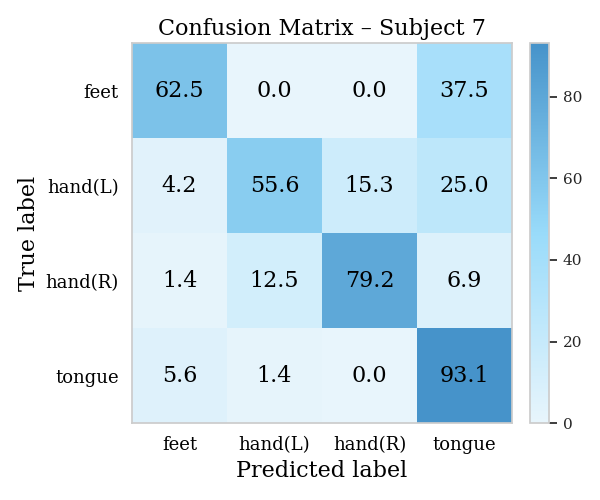 Confusion Matrix – Subject 7
True label
feet 62.5 0.0 0.0 37.5
hand(L) 4.2 55.6 15.3 25.0
hand(R) 1.4 12.5 79.2 6.9
tongue 5.6 1.4 0.0 93.1
feet hand(L) hand(R) tongue
Predicted label
80
60
40
20
0